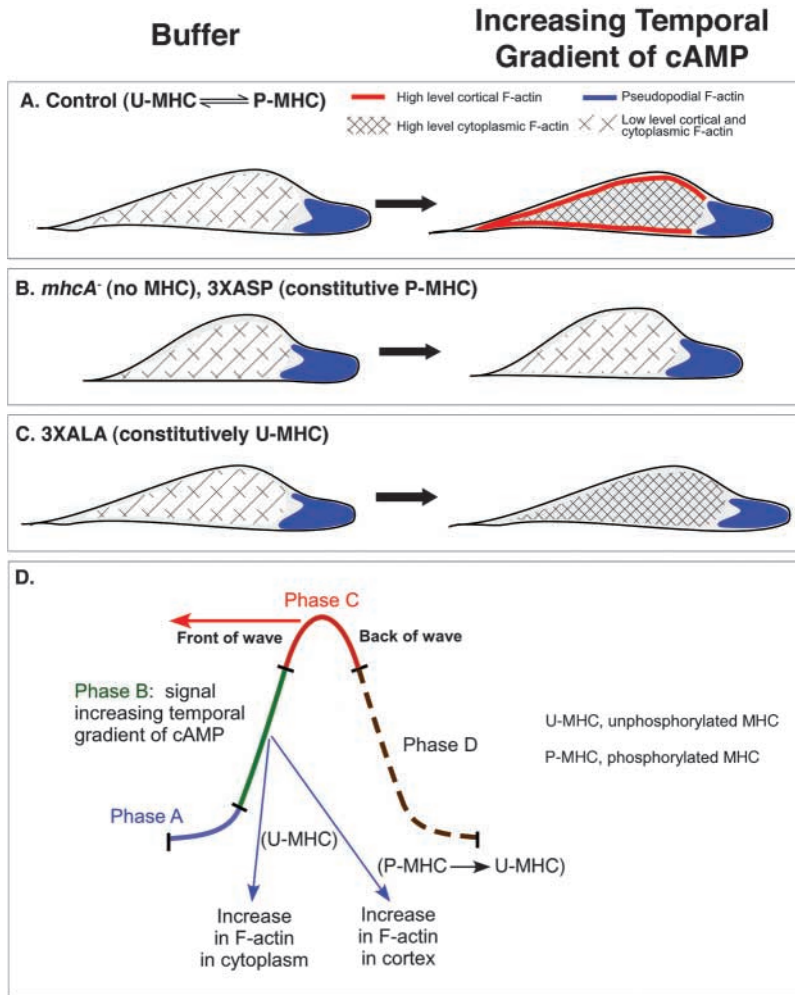 Buffer
Increasing Temporal
Gradient of cAMP
A. Control (U-MHC ⇌ P-MHC)
High level cortical F-actin
Pseudopodial F-actin
High level cytoplasmic F-actin
Low level cortical and
cytoplasmic F-actin
B. mhcA- (no MHC), 3XASP (constitutive P-MHC)
C. 3XALA (constitutively U-MHC)
D.
Phase C
Front of wave
Back of wave
Phase B: signal
increasing temporal
gradient of cAMP
Phase D
U-MHC, unphosphorylated MHC
P-MHC, phosphorylated MHC
Phase A
(U-MHC)
(P-MHC → U-MHC)
Increase
in F-actin
in cytoplasm
Increase
in F-actin
in cortex